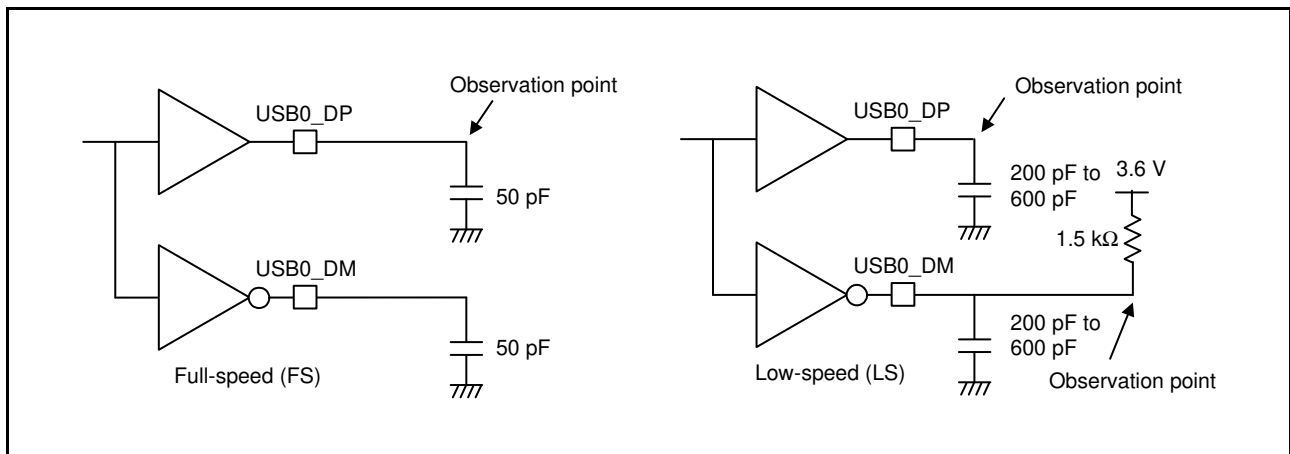 Observation point
USB0_DP
50 pF
USB0_DM
50 pF
Full-speed (FS)
Observation point
USB0_DP
200 pF to
600 pF
3.6 V
1.5 kΩ
USB0_DM
200 pF to
600 pF
Low-speed (LS)
Observation point